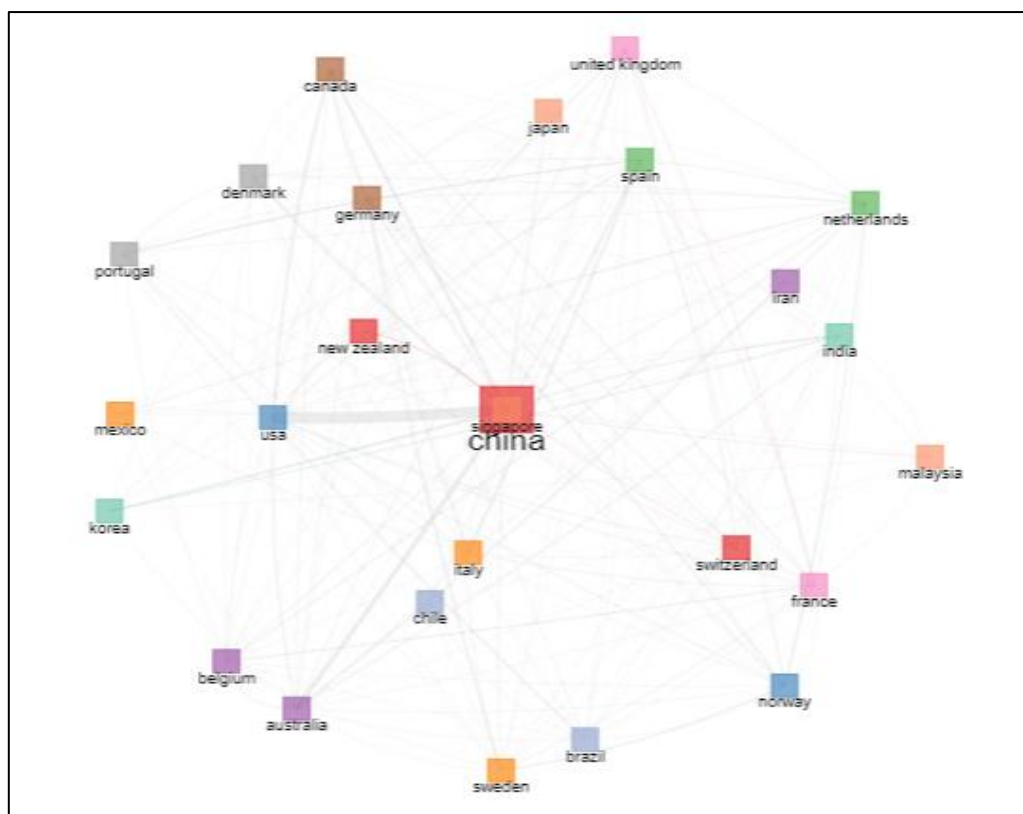 united kingdom
canada
japan
spain
denmark
germany
netherlands
portugal
iran
new zealand
india
singapore
mexico
usa
china
malaysia
korea
italy
switzerland
france
chile
belgium
norway
australia
brazil
sweden